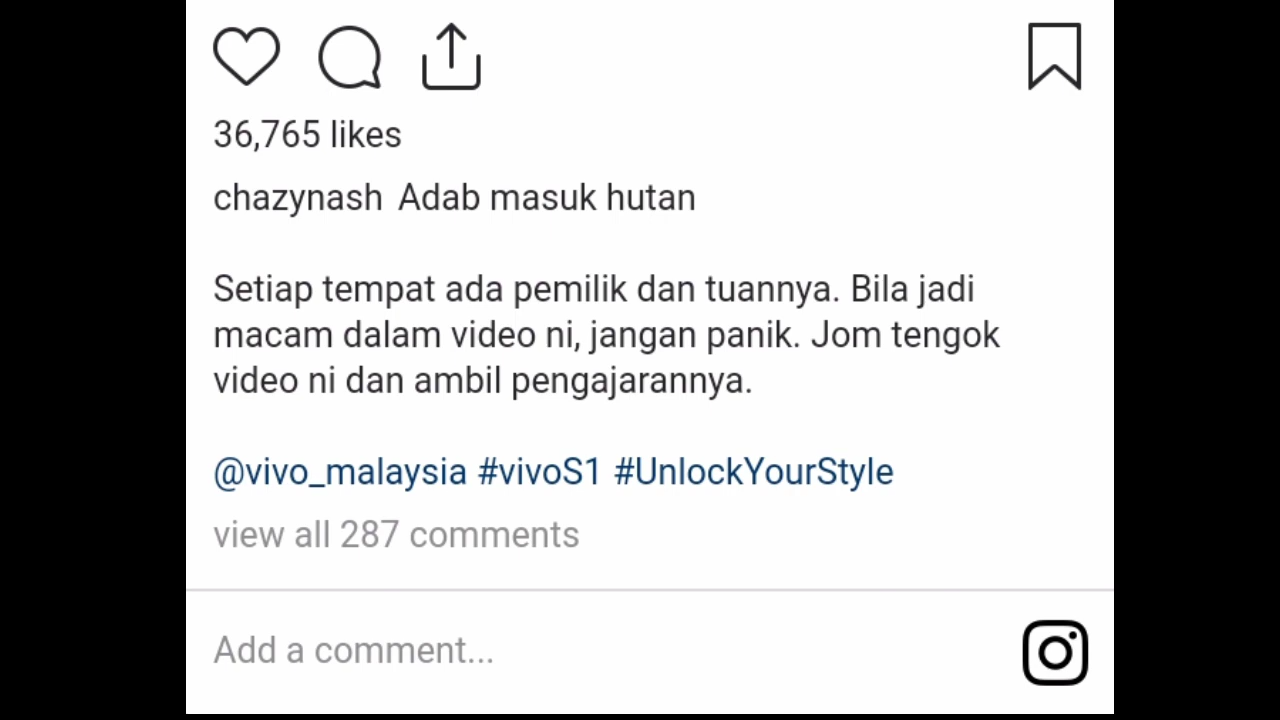 36,765 likes
chazynash Adab masuk hutan
Setiap tempat ada pemilik dan tuannya. Bila jadi
macam dalam video ni, jangan panik. Jom tengok
video ni dan ambil pengajarannya.
@vivo_malaysia #vivoS1 #UnlockYourStyle
view all 287 comments
Add a comment...